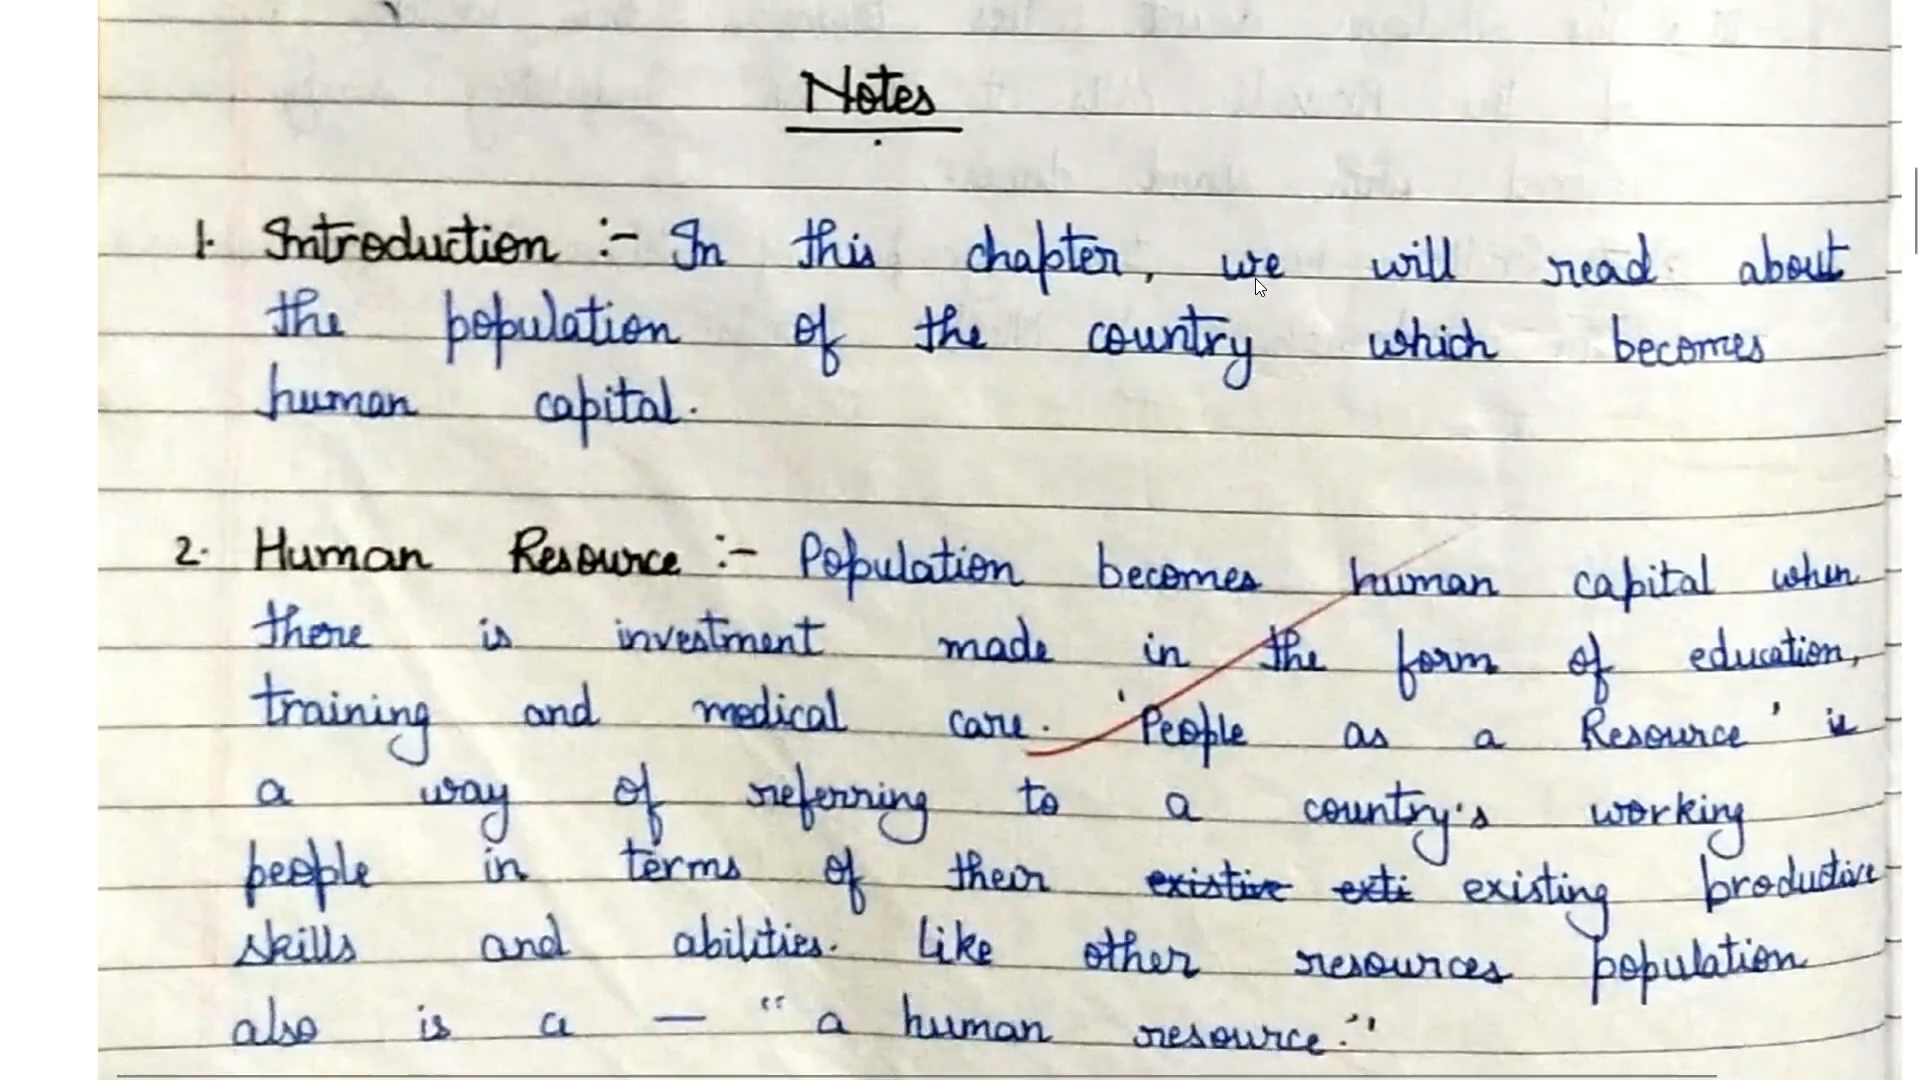 Notes
1. Introduction :- In this chapter, we will read about
the population of the country which becomes
human capital.
2. Human Resource :- Population becomes human capital when
there is investment made in the form of education,
training and medical care. 'People as a Resource' is
a way of referring to a country's working
people in terms of their existive exti existing productive
skills and abilities. Like other resources population
also is a — "a human resource."